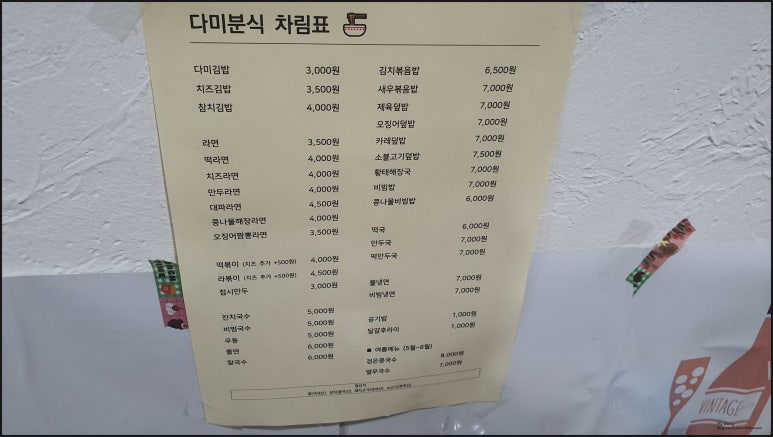 다미분식 차림표
다미김밥 3,000원
치즈김밥 3,500원
참치김밥 4,000원
라면 3,500원
떡라면 4,000원
치즈라면 4,000원
만두라면 4,000원
대파라면 4,500원
콩나물해장라면 4,000원
오징어짬뽕라면 3,500원
떡볶이 (치즈 추가 +500원) 4,000원
라볶이 (치즈 추가 +500원) 4,500원
접시만두 3,000원
잔치국수 5,000원
비빔국수 5,000원
우동 5,000원
쫄면 6,000원
칼국수 6,000원
김치볶음밥 6,500원
새우볶음밥 7,000원
제육덮밥 7,000원
오징어덮밥 7,000원
카레덮밥 7,000원
소불고기덮밥 7,500원
황태해장국 7,000원
비빔밥 7,000원
콩나물비빔밥 6,000원
떡국 6,000원
만두국 7,000원
떡만두국 7,000원
물냉면 7,000원
비빔냉면 7,000원
공기밥 1,000원
달걀후라이 1,000원
■ 여름메뉴 (5월~8월)
검은콩국수 8,000원
열무국수 7,000원
VINTAGE